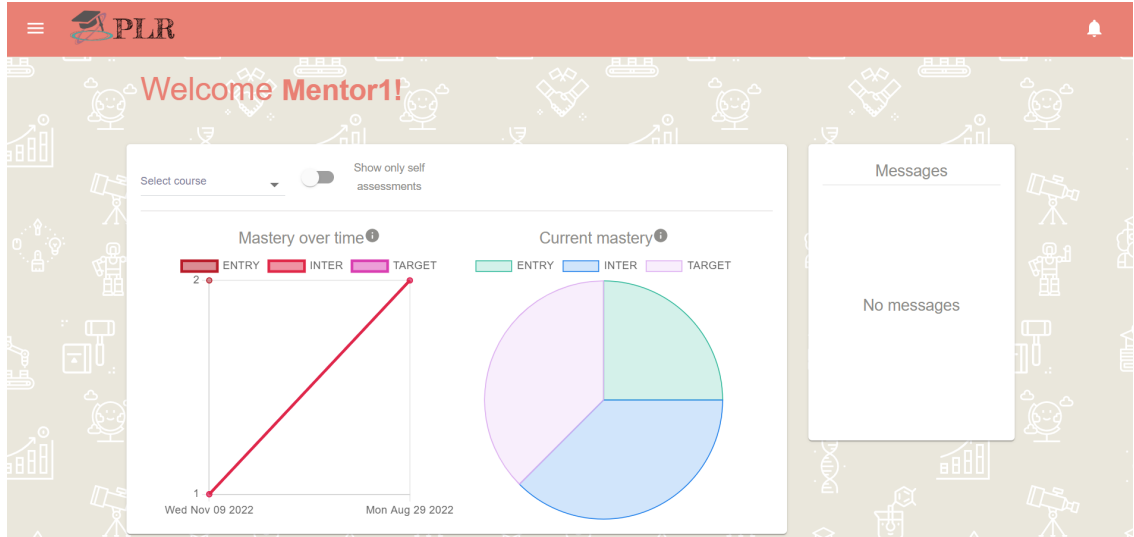 PLR
Welcome Mentor1!
Select course
Show only self
assessments
Mastery over time
ENTRY INTER TARGET
2
1
Wed Nov 09 2022 Mon Aug 29 2022
Current mastery
ENTRY INTER TARGET
Messages
No messages